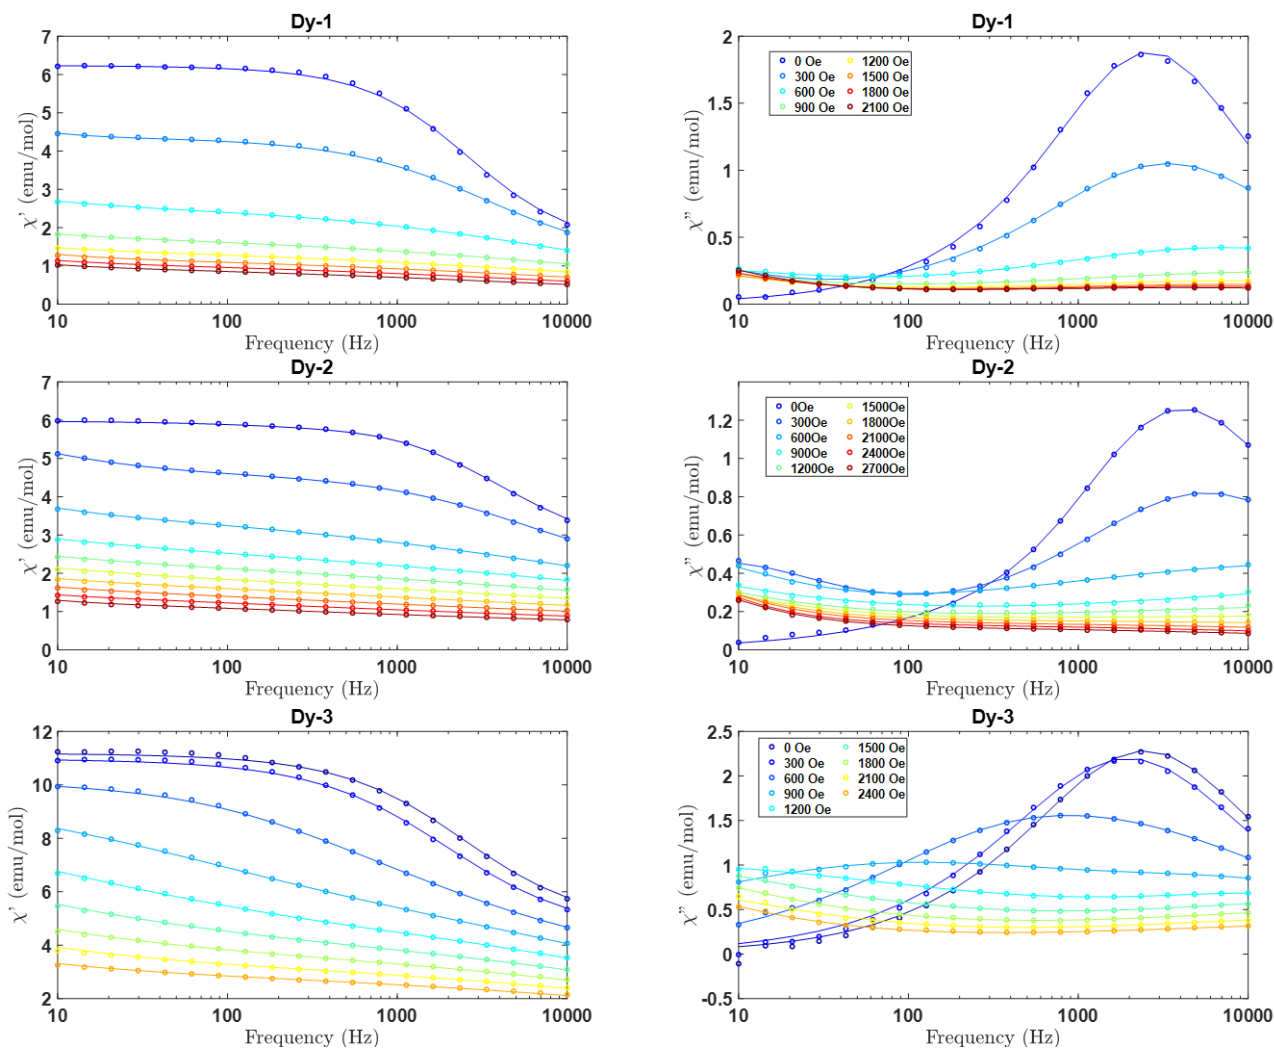 Dy-1
7
6
5
4
3
2
1
0
χ' (emu/mol)
10
100
1000
10000
Frequency (Hz)
Dy-1
2
1.5
1
0.5
0
χ" (emu/mol)
0 Oe
300 Oe
600 Oe
900 Oe
1200 Oe
1500 Oe
1800 Oe
2100 Oe
10
100
1000
10000
Frequency (Hz)
Dy-2
7
6
5
4
3
2
1
0
χ' (emu/mol)
10
100
1000
10000
Frequency (Hz)
Dy-2
1.2
1
0.8
0.6
0.4
0.2
0
χ" (emu/mol)
0Oe
300Oe
600Oe
900Oe
1200Oe
1500Oe
1800Oe
2100Oe
2400Oe
2700Oe
10
100
1000
10000
Frequency (Hz)
Dy-3
12
10
8
6
4
2
χ' (emu/mol)
10
100
1000
10000
Frequency (Hz)
Dy-3
2.5
2
1.5
1
0.5
0
-0.5
χ" (emu/mol)
0 Oe
300 Oe
600 Oe
900 Oe
1200 Oe
1500 Oe
1800 Oe
2100 Oe
2400 Oe
10
100
1000
10000
Frequency (Hz)